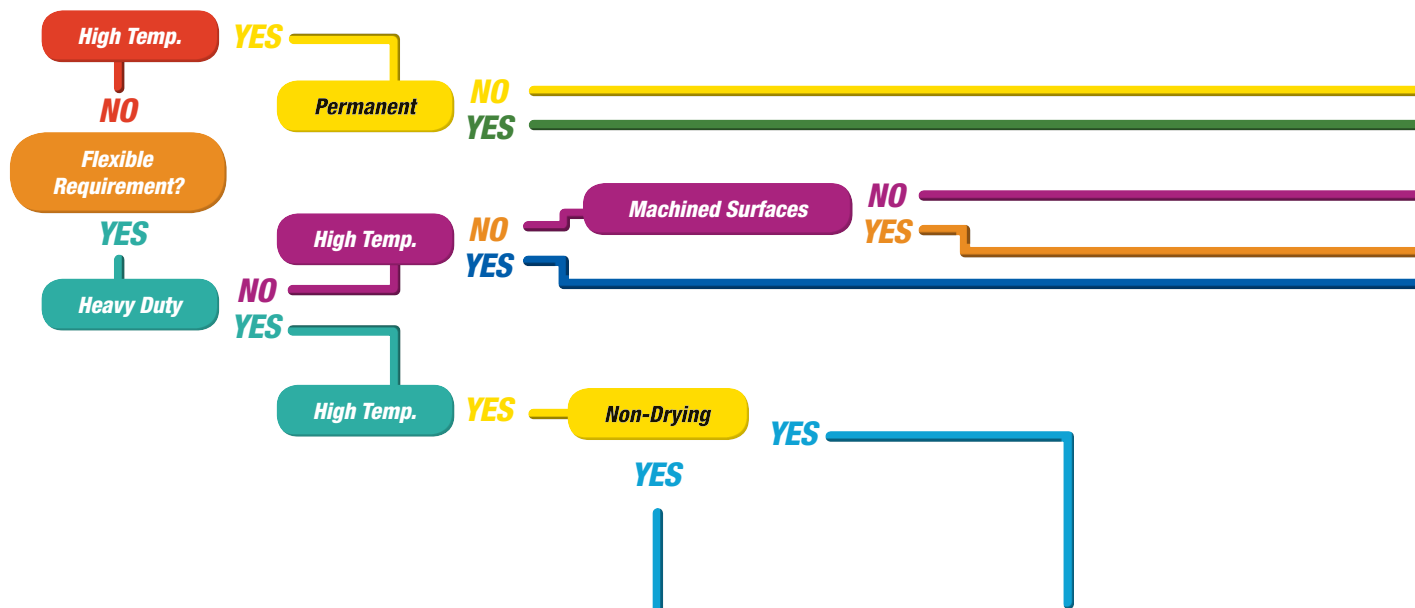 High Temp.
YES
NO
Permanent
NO
YES
Flexible
Requirement?
YES
High Temp.
NO
YES
Machined Surfaces
NO
YES
Heavy Duty
NO
YES
High Temp.
YES
Non-Drying
YES
YES